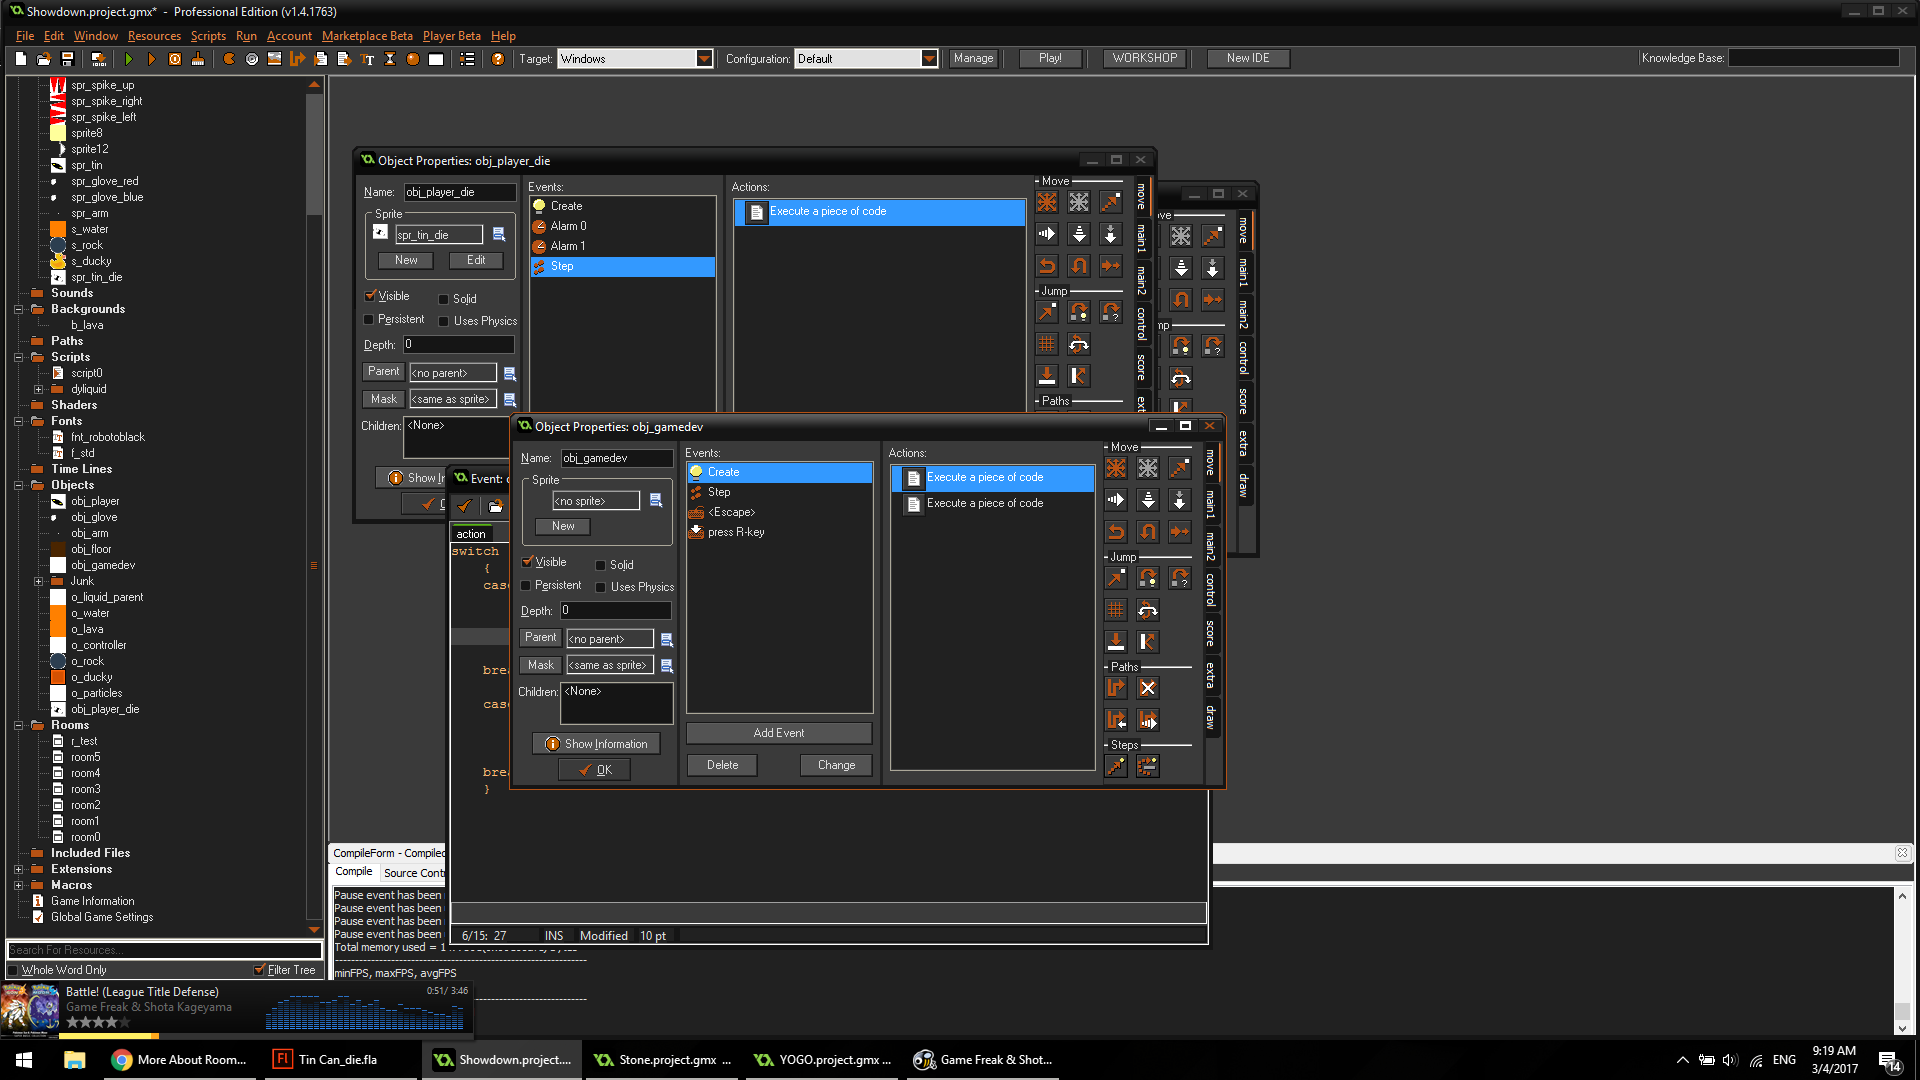 Showdown.project.gmx* - Professional Edition (v1.4.1763)
File Edit Window Resources Scripts Run Account Marketplace Beta Player Beta Help
Target: Windows Configuration: Default Manage Play! WORKSHOP New IDE Knowledge Base:
spr_spike_up
spr_spike_right
spr_spike_left
sprite8
sprite12
spr_tin
spr_glove_red
spr_glove_blue
spr_arm
s_water
s_rock
s_ducky
spr_tin_die
Sounds
Backgrounds
b_lava
Paths
Scripts
script0
dyliquid
Shaders
Fonts
fnt_robotoblack
f_std
Time Lines
Objects
obj_player
obj_glove
obj_arm
obj_floor
obj_gamedev
Junk
o_liquid_parent
o_water
o_lava
o_controller
o_rock
o_ducky
o_particles
obj_player_die
Rooms
r_test
room5
room4
room3
room2
room1
room0
Included Files
Extensions
Macros
Game Information
Global Game Settings
Search For Resources...
Whole Word Only Filter Tree
Object Properties: obj_player_die
Name: obj_player_die
Sprite
spr_tin_die
New Edit
Visible Solid
Persistent Uses Physics
Depth: 0
Parent <no parent>
Mask <same as sprite>
Children: <None>
Events:
Create
Alarm 0
Alarm 1
Step
Actions:
Execute a piece of code
Move
Jump
Paths
move
main1
main2
control
score
move
main1
main2
control
score
extra
draw
Object Properties: obj_gamedev
Name: obj_gamedev
Sprite
<no sprite>
New
Visible Solid
Persistent Uses Physics
Depth: 0
Parent <no parent>
Mask <same as sprite>
Children: <None>
Show Information
OK
Events:
Create
Step
<Escape>
press R-key
Add Event
Delete Change
Actions:
Execute a piece of code
Execute a piece of code
Move
Jump
Paths
Steps
move
main1
main2
control
score
extra
draw
Event:
action
switch
{
}
6/15: 27 INS Modified 10 pt
CompileForm - Compiled
Compile Source Cont
Pause event has been
Pause event has been
Pause event has been
Pause event has been
Total memory used =
minFPS, maxFPS, avgFPS
Battle! (League Title Defense) 0:51/ 3:46
Game Freak & Shota Kageyama
More About Room... Tin Can_die.fla Showdown.project.... Stone.project.gmx ... YOGO.project.gmx ... Game Freak & Shot...
ENG
9:19 AM
3/4/2017
14